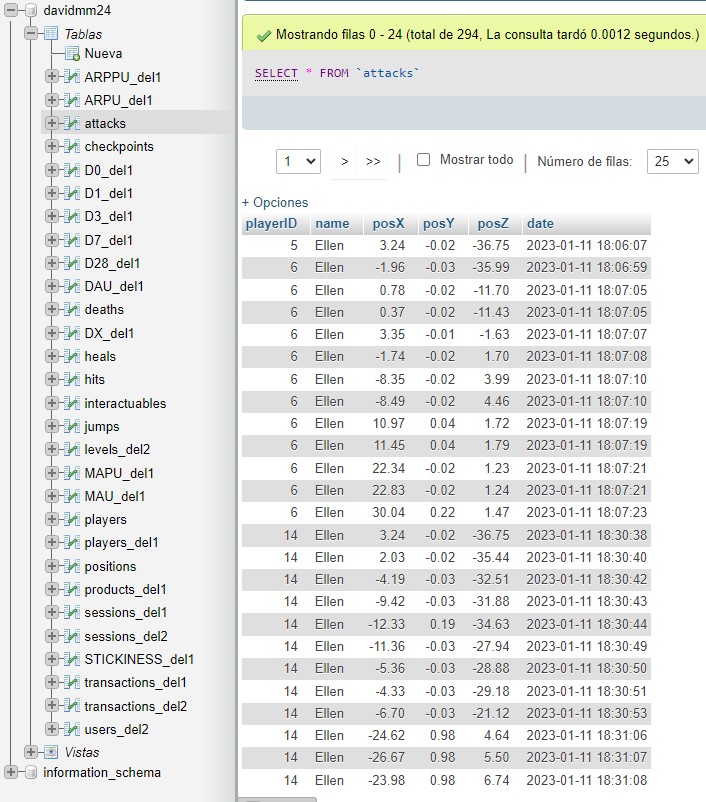 davidmm24
Tablas
Nueva
ARPPU_del1
ARPU_del1
attacks
checkpoints
D0_del1
D1_del1
D3_del1
D7_del1
D28_del1
DAU_del1
deaths
DX_del1
heals
hits
interactuables
jumps
levels_del2
MAPU_del1
MAU_del1
players
players_del1
positions
products_del1
sessions_del1
sessions_del2
STICKINESS_del1
transactions_del1
transactions_del2
users_del2
Vistas
information_schema
Mostrando filas 0 - 24 (total de 294, La consulta tardó 0.0012 segundos.)
SELECT * FROM `attacks`
1 > >> | Mostrar todo | Número de filas: 25
+ Opciones
playerID name posX posY posZ date
5 Ellen 3.24 -0.02 -36.75 2023-01-11 18:06:07
6 Ellen -1.96 -0.03 -35.99 2023-01-11 18:06:59
6 Ellen 0.78 -0.02 -11.70 2023-01-11 18:07:05
6 Ellen 0.37 -0.02 -11.43 2023-01-11 18:07:05
6 Ellen 3.35 -0.01 -1.63 2023-01-11 18:07:07
6 Ellen -1.74 -0.02 1.70 2023-01-11 18:07:08
6 Ellen -8.35 -0.02 3.99 2023-01-11 18:07:10
6 Ellen -8.49 -0.02 4.46 2023-01-11 18:07:10
6 Ellen 10.97 0.04 1.72 2023-01-11 18:07:19
6 Ellen 11.45 0.04 1.79 2023-01-11 18:07:19
6 Ellen 22.34 -0.02 1.23 2023-01-11 18:07:21
6 Ellen 22.83 -0.02 1.24 2023-01-11 18:07:21
6 Ellen 30.04 0.22 1.47 2023-01-11 18:07:23
14 Ellen 3.24 -0.02 -36.75 2023-01-11 18:30:38
14 Ellen 2.03 -0.02 -35.44 2023-01-11 18:30:40
14 Ellen -4.19 -0.03 -32.51 2023-01-11 18:30:42
14 Ellen -9.42 -0.03 -31.88 2023-01-11 18:30:43
14 Ellen -12.33 0.19 -34.63 2023-01-11 18:30:44
14 Ellen -11.36 -0.03 -27.94 2023-01-11 18:30:49
14 Ellen -5.36 -0.03 -28.88 2023-01-11 18:30:50
14 Ellen -4.33 -0.03 -29.18 2023-01-11 18:30:51
14 Ellen -6.70 -0.03 -21.12 2023-01-11 18:30:53
14 Ellen -24.62 0.98 4.64 2023-01-11 18:31:06
14 Ellen -26.67 0.98 5.50 2023-01-11 18:31:07
14 Ellen -23.98 0.98 6.74 2023-01-11 18:31:08